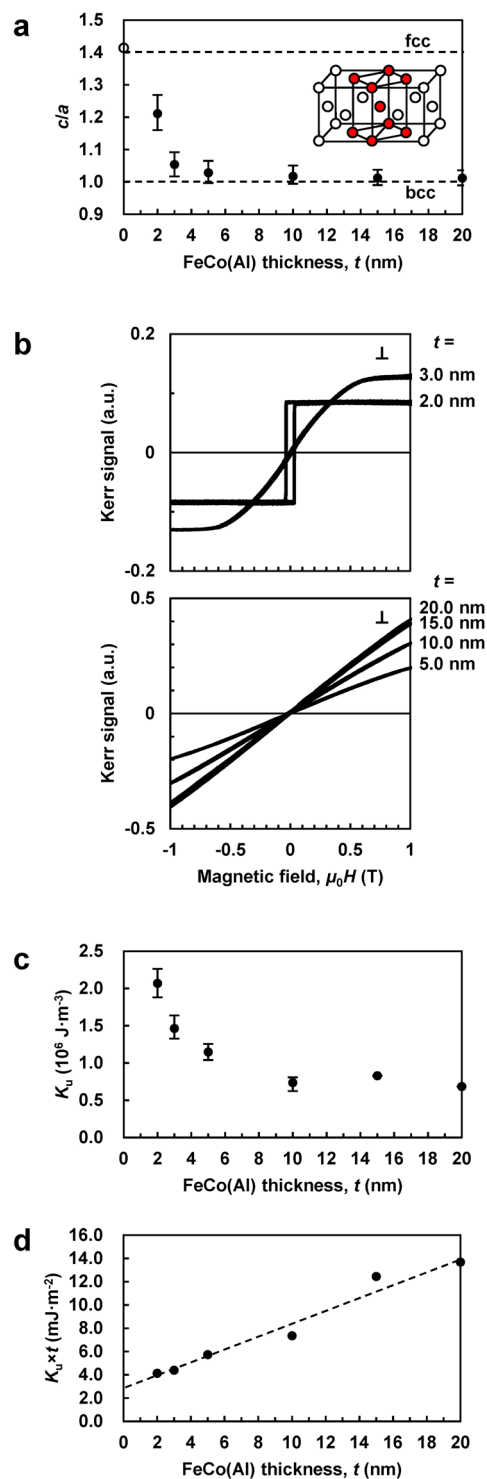 a
1.5
1.4
1.3
1.2
1.1
1.0
0.9
c/a
fcc
bcc
0 2 4 6 8 10 12 14 16 18 20
FeCo(Al) thickness, t (nm)
b
0.2
0
-0.2
Kerr signal (a.u.)
⊥
t =
3.0 nm
2.0 nm
0.5
0
-0.5
Kerr signal (a.u.)
⊥
t =
20.0 nm
15.0 nm
10.0 nm
5.0 nm
-1 -0.5 0 0.5 1
Magnetic field, μ0H (T)
c
2.5
2.0
1.5
1.0
0.5
0.0
Ku (10⁶ J·m⁻³)
0 2 4 6 8 10 12 14 16 18 20
FeCo(Al) thickness, t (nm)
d
16.0
14.0
12.0
10.0
8.0
6.0
4.0
2.0
0.0
Ku×t (mJ·m⁻²)
0 2 4 6 8 10 12 14 16 18 20
FeCo(Al) thickness, t (nm)